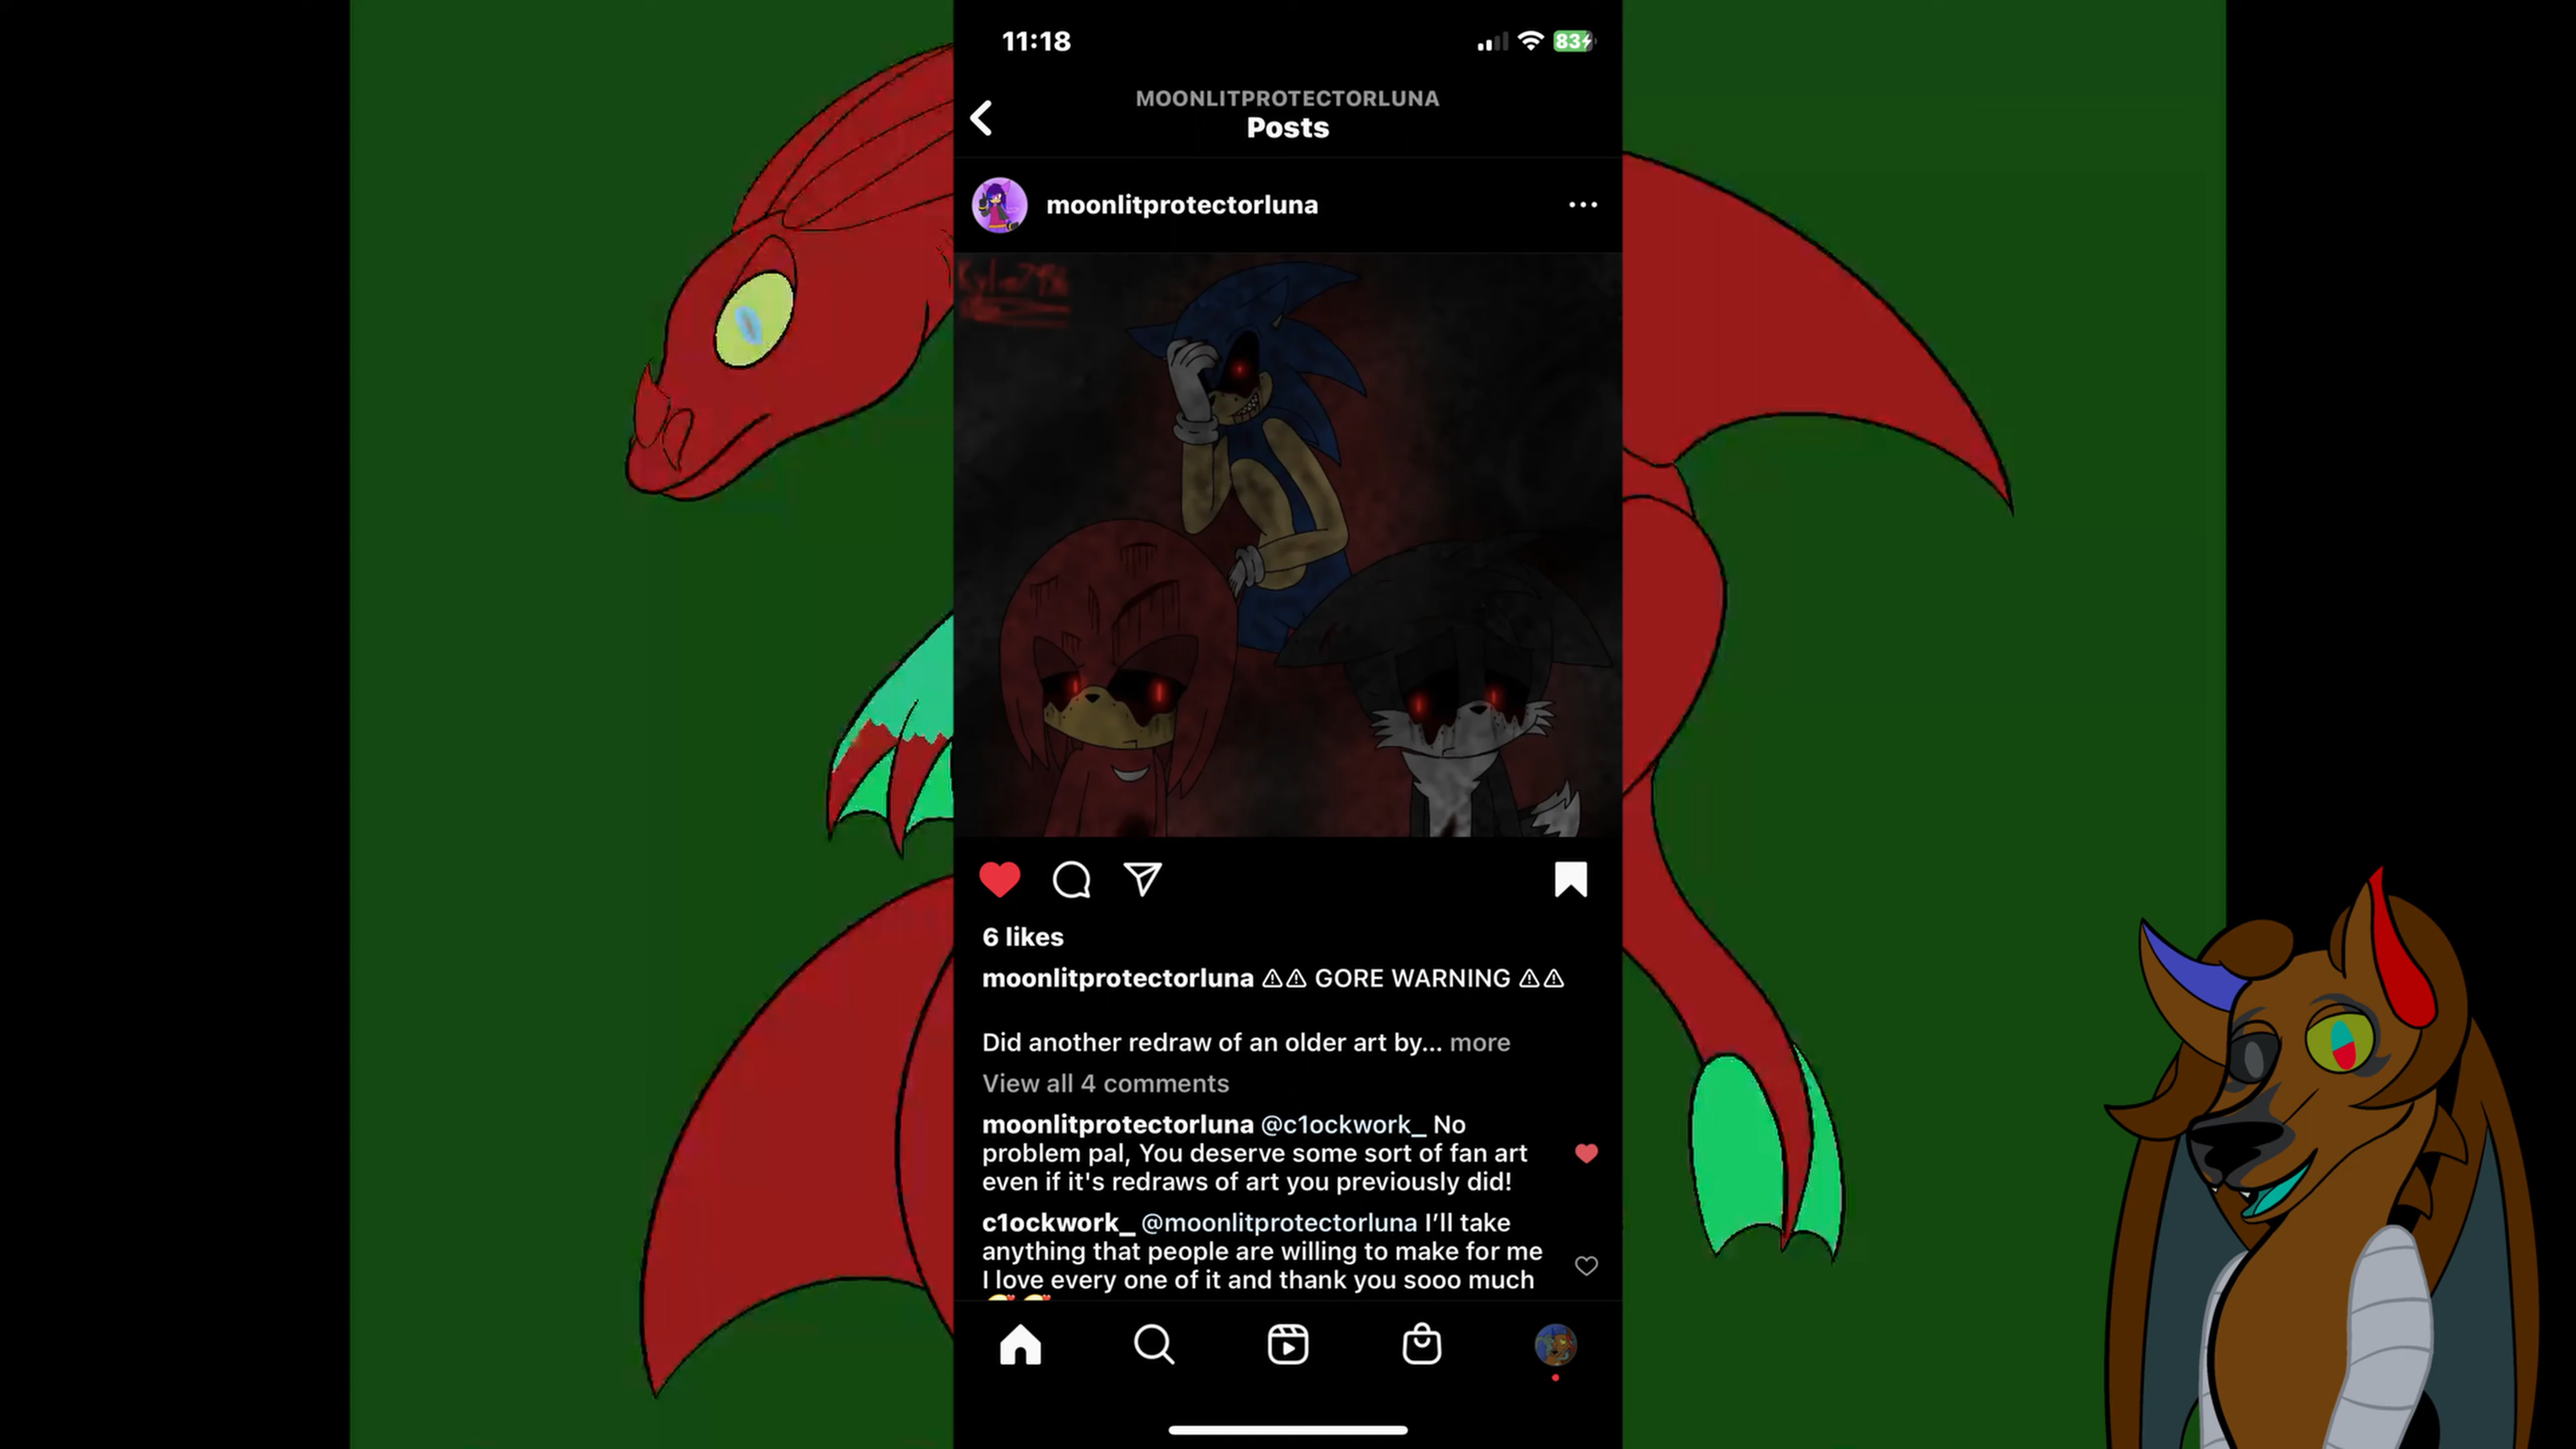 11:18
83
MOONLITPROTECTORLUNA
Posts
moonlitprotectorluna
6 likes
moonlitprotectorluna ⚠⚠ GORE WARNING ⚠⚠
Did another redraw of an older art by... more
View all 4 comments
moonlitprotectorluna @c1ockwork_ No
problem pal, You deserve some sort of fan art
even if it's redraws of art you previously did!
c1ockwork_ @moonlitprotectorluna I’ll take
anything that people are willing to make for me
I love every one of it and thank you sooo much